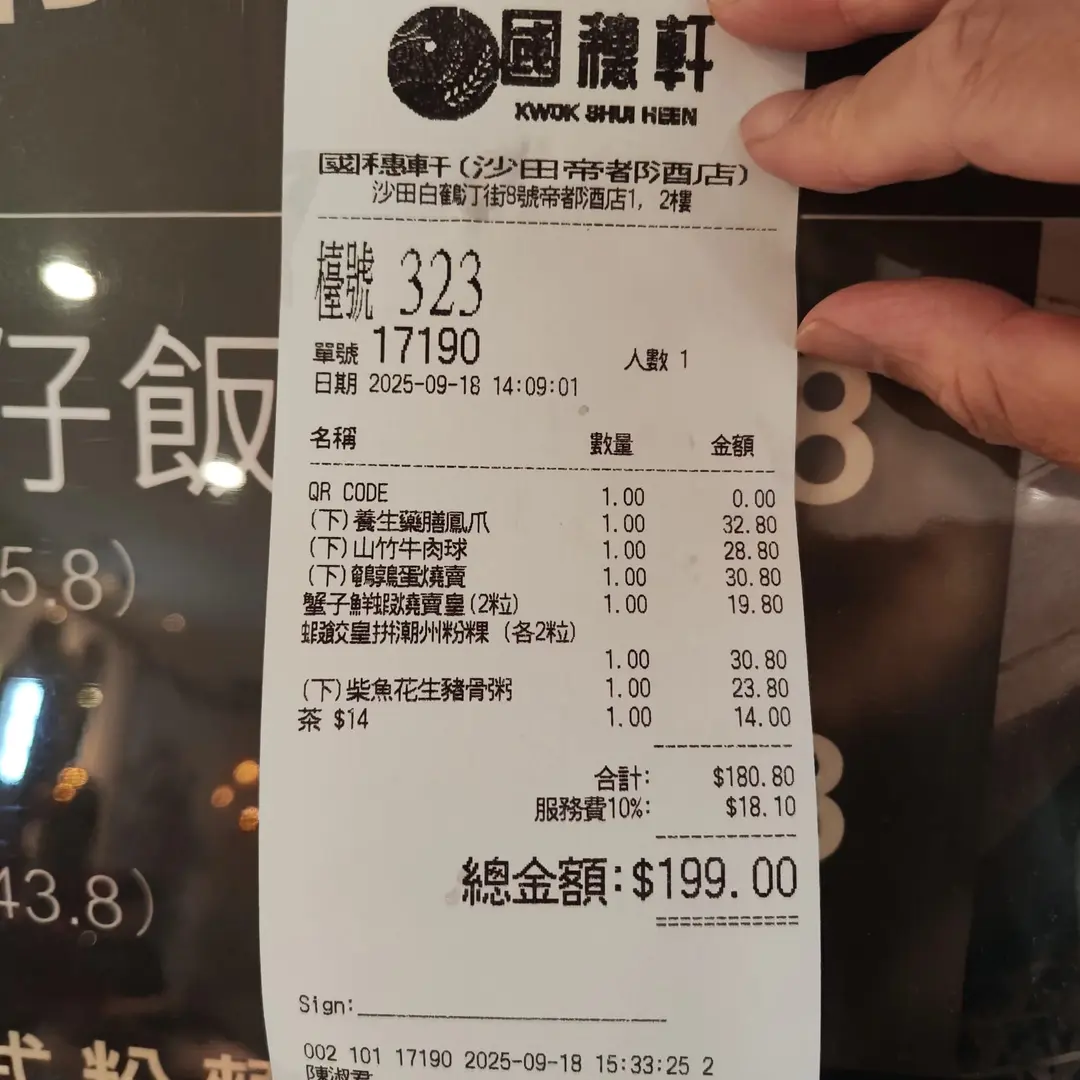 國穗軒
KWOK SHUI HEEN
國穗軒(沙田帝都酒店)
沙田白鶴汀街8號帝都酒店1, 2樓
檯號 323
單號 17190 人數 1
日期 2025-09-18 14:09:01
名稱 數量 金額
QR CODE 1.00 0.00
(下)養生藥膳鳳爪 1.00 32.80
(下)山竹牛肉球 1.00 28.80
(下)鵪鶉蛋燒賣 1.00 30.80
蟹子鮮蝦燒賣皇(2粒) 1.00 19.80
蝦餃皇拼潮州粉粿 (各2粒)
1.00 30.80
(下)柴魚花生豬骨粥 1.00 23.80
茶 $14 1.00 14.00
合計: $180.80
服務費10%: $18.10
總金額:$199.00
Sign:
002 101 17190 2025-09-18 15:33:25 2
陳淑君
仔飯
8
5.8)
43.8)